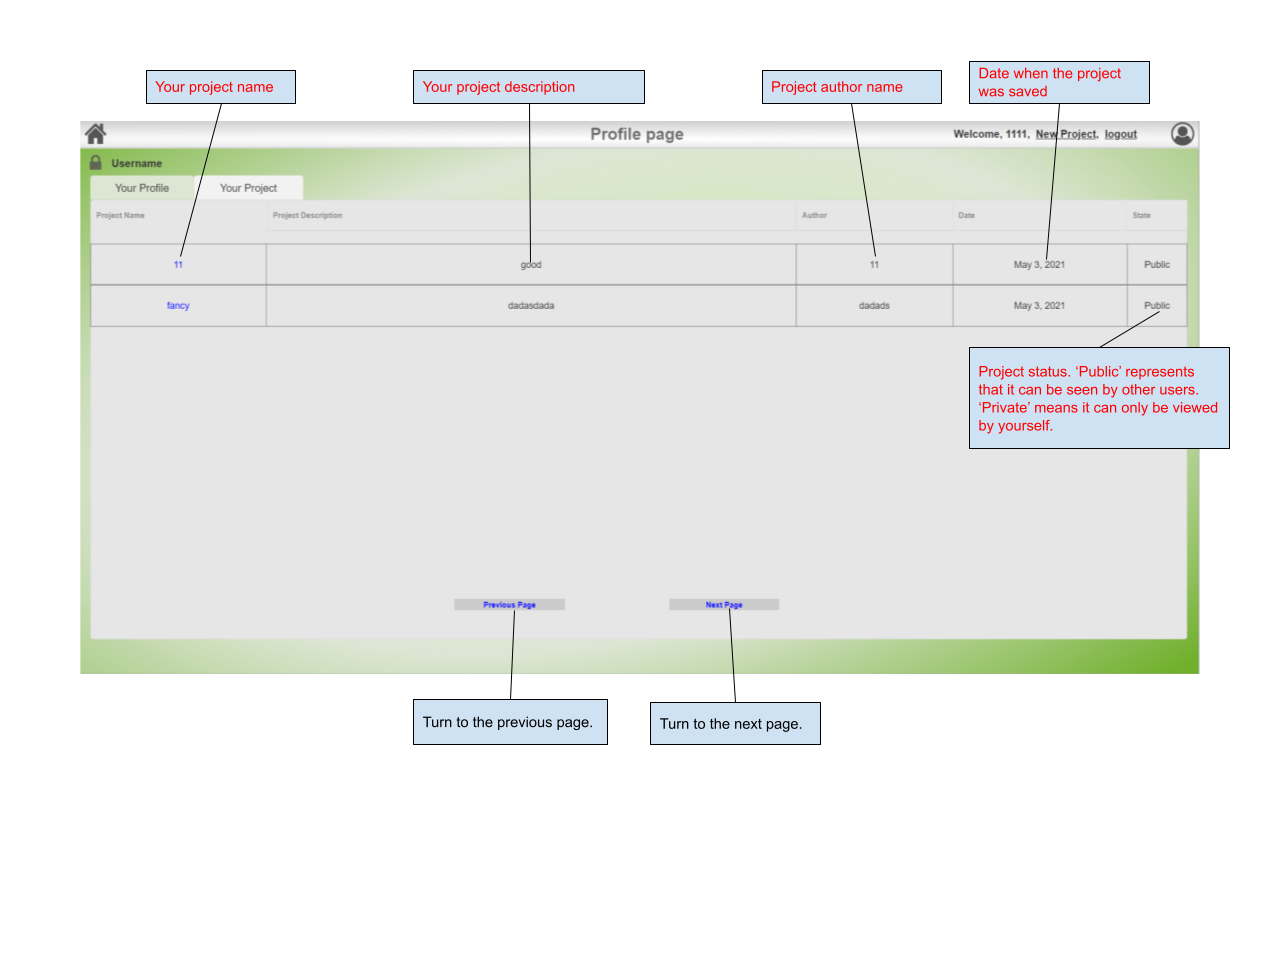 Your project name
Your project description
Project author name
Date when the project
was saved
Profile page
Welcome, 1111, New Project, logout
Username
Your Profile
Your Project
Project Name
Project Description
Author
Date
State
11
good
11
May 3, 2021
Public
fancy
dadasdada
dadads
May 3, 2021
Public
Project status. ‘Public’ represents
that it can be seen by other users.
‘Private’ means it can only be viewed
by yourself.
Previous Page
Next Page
Turn to the previous page.
Turn to the next page.